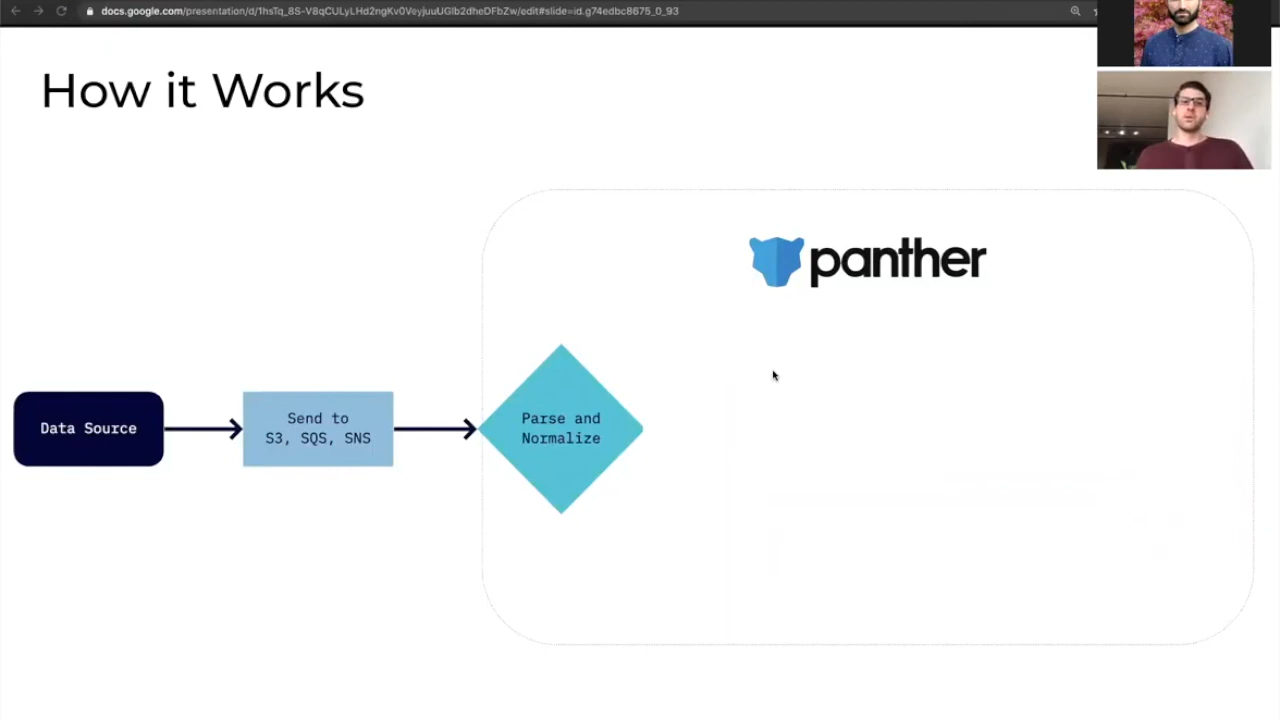 docs.google.com/presentation/d/1hsTq_8S-V8qCULyLHd2ngKv0VeyjuuUGlb2dheDFbZw/edit#slide=id.g74edbc8675_0_93
How it Works
panther
Data Source
Send to
S3, SQS, SNS
Parse and
Normalize